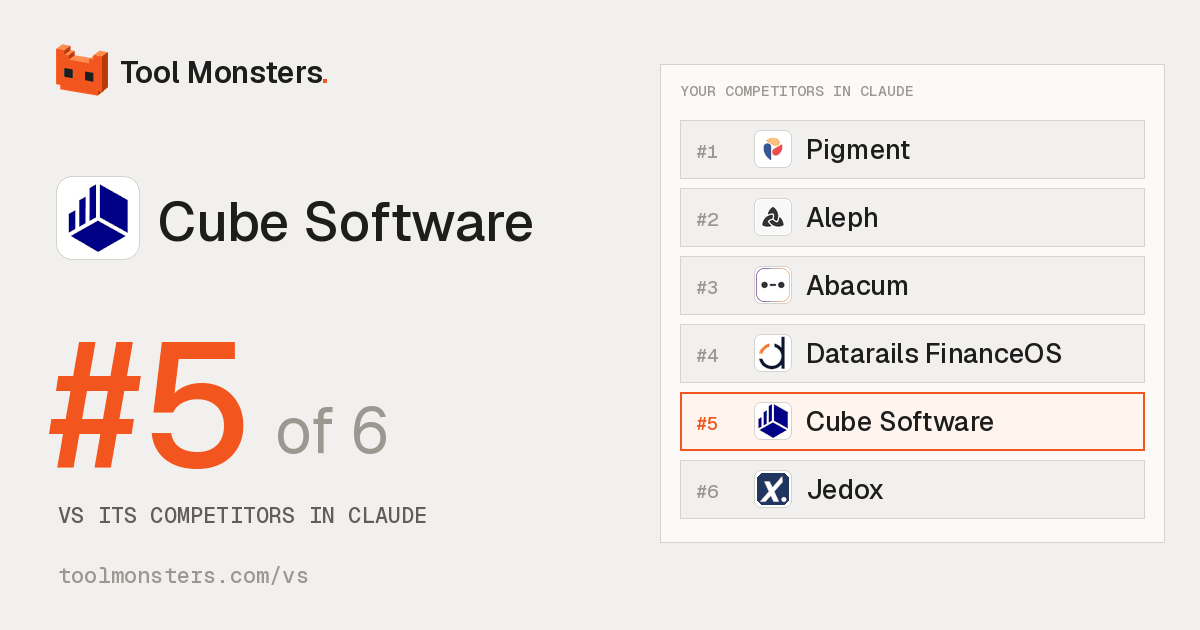 Tool Monsters.
Cube Software
#5 of 6
VS ITS COMPETITORS IN CLAUDE
toolmonsters.com/vs
YOUR COMPETITORS IN CLAUDE
#1 Pigment
#2 Aleph
#3 Abacum
#4 Datarails FinanceOS
#5 Cube Software
#6 Jedox